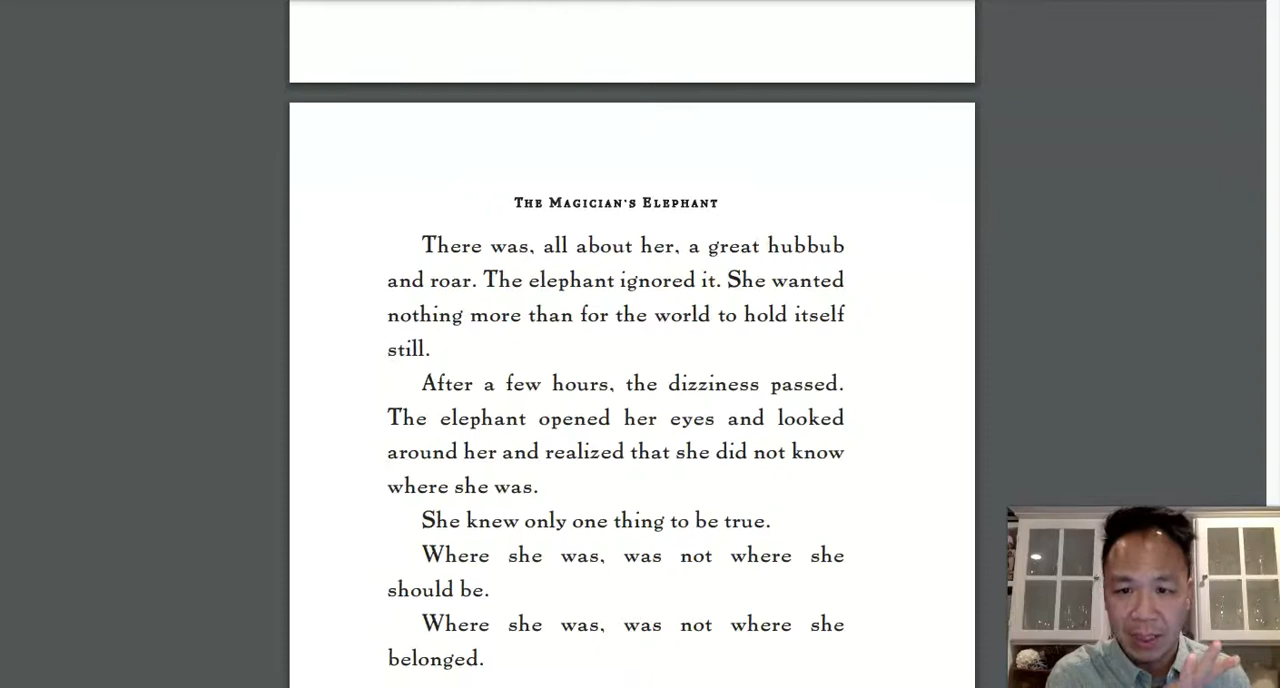 THE MAGICIAN'S ELEPHANT
There was, all about her, a great hubbub
and roar. The elephant ignored it. She wanted
nothing more than for the world to hold itself
still.
After a few hours, the dizziness passed.
The elephant opened her eyes and looked
around her and realized that she did not know
where she was.
She knew only one thing to be true.
Where she was, was not where she
should be.
Where she was, was not where she
belonged.